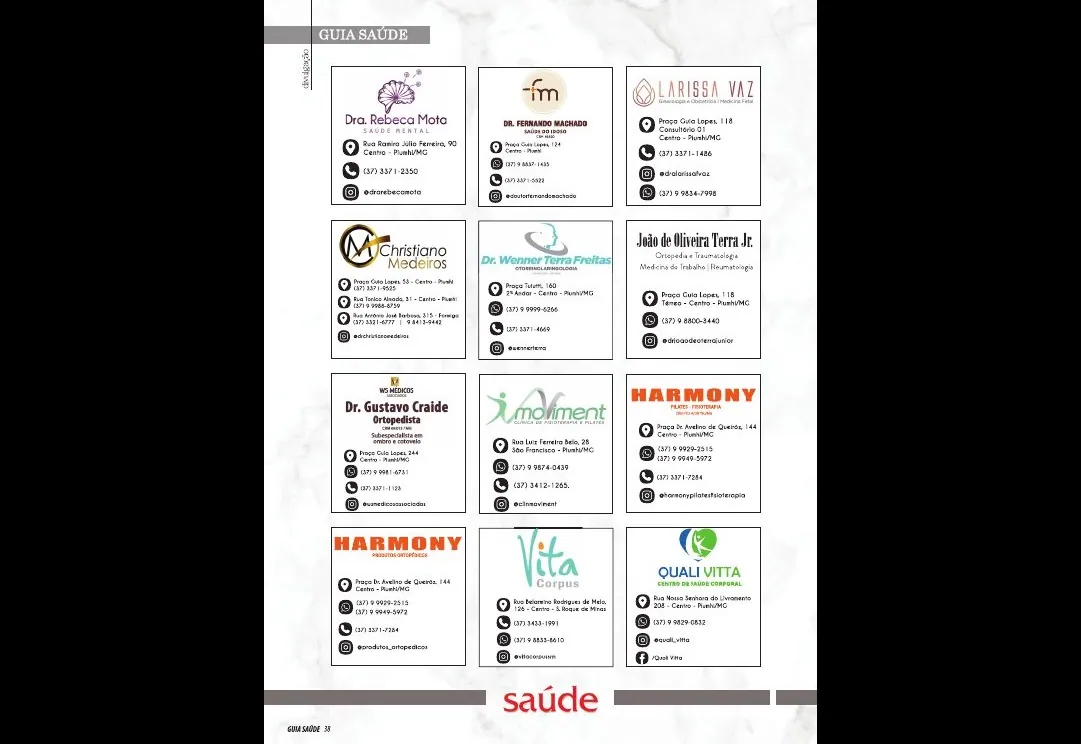 GUIA SAÚDE
divulgação
Dra. Rebeca Mota
SAÚDE MENTAL
Rua Ramiro Júlio Ferreira, 90
Centro - Piumhi/MG
(37) 3371-2350
@drarebecamota
fm
DR. FERNANDO MACHADO
SAÚDE DO IDOSO
Praça Guia Lopes, 124
Centro - Piumhi
(37) 9 8837-1435
(37) 3371-5522
@doutorfernandomachado
LARISSA VAZ
Ginecologia e Obstetrícia | Medicina Fetal
Praça Guia Lopes, 118
Consultório 01
Centro - Piumhi/MG
(37) 3371-1486
@dralarissafvaz
(37) 9 9834-7998
Christiano
Medeiros
Praça Guia Lopes, 53 - Centro - Piumhi
(37) 3371-9525
Rua Tonico Almada, 31 - Centro - Piumhi
(37) 9 9988-8759
Rua Antônio José Barbosa, 315 - Formiga
(37) 3321-6777 | 9 8413-9442
@drchristianomedeiros
Dr. Wenner Terra Freitas
OTORRINOLARINGOLOGIA
Praça Tututti, 160
2º Andar - Centro - Piumhi/MG
(37) 9 9999-6266
(37) 3371-4669
@wennerterra
João de Oliveira Terra Jr.
Ortopedia e Traumatologia
Medicina do Trabalho | Reumatologia
Praça Guia Lopes, 118
Térreo - Centro - Piumhi/MG
(37) 9 8800-3440
@drjoaodeoterrajunior
WS MÉDICOS
ASSOCIADOS
Dr. Gustavo Craide
Ortopedista
Subespecialista em
ombro e cotovelo
Praça Guia Lopes, 244
Centro - Piumhi/MG
(37) 9 9981-6731
(37) 3371-1123
@wsmedicosassociados
moViment
CLÍNICA DE FISIOTERAPIA E PILATES
Rua Luiz Ferreira Belo, 28
São Francisco - Piumhi/MG
(37) 9 9874-0439
(37) 3412-1265.
@clinmoviment
HARMONY
PILATES - FISIOTERAPIA
Praça Dr. Avelino de Queirós, 144
Centro - Piumhi/MG
(37) 9 9929-2515
(37) 9 9949-5972
(37) 3371-7284
@harmonypilatesfisioterapia
HARMONY
PRODUTOS ORTOPÉDICOS
Praça Dr. Avelino de Queirós, 144
Centro - Piumhi/MG
(37) 9 9929-2515
(37) 9 9949-5972
(37) 3371-7284
@produtos_ortopedicos
Vita
Corpus
Rua Belarmino Rodrigues de Melo,
126 - Centro - S. Roque de Minas
(37) 3433-1991
(37) 9 8833-8610
@vitacorpussrm
QUALI VITTA
CENTRO DE SAÚDE CORPORAL
Rua Nossa Senhora do Livramento
208 - Centro - Piumhi/MG
(37) 9 9829-0832
@quali_vitta
/Quali Vitta
saúde
GUIA SAÚDE 38